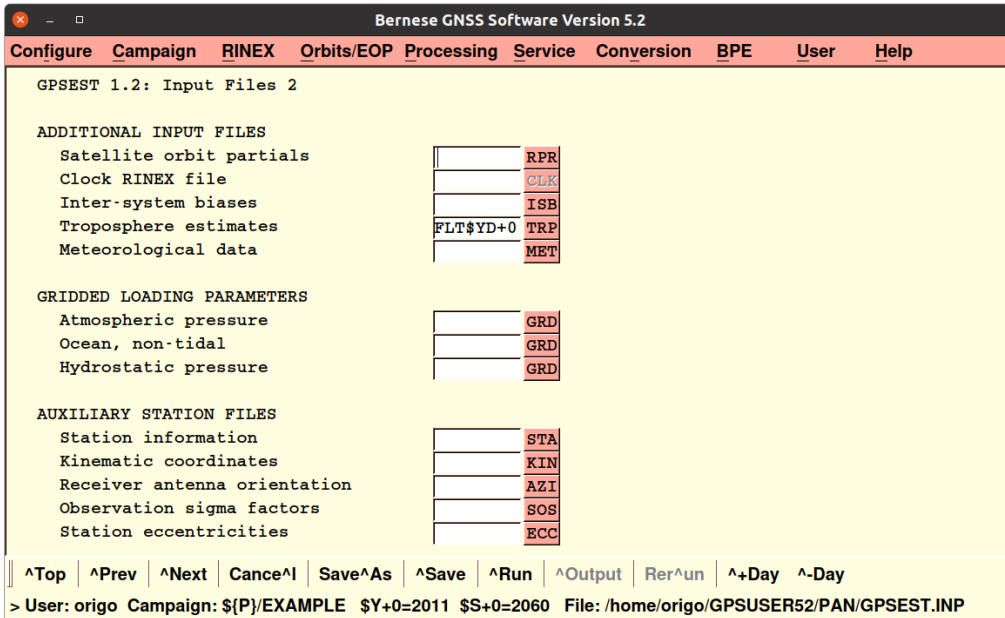 Bernese GNSS Software Version 5.2
Configure Campaign RINEX Orbits/EOP Processing Service Conversion BPE User Help
GPSEST 1.2: Input Files 2
ADDITIONAL INPUT FILES
Satellite orbit partials RPR
Clock RINEX file CLK
Inter-system biases ISB
Troposphere estimates FLT$YD+0 TRP
Meteorological data MET
GRIDDED LOADING PARAMETERS
Atmospheric pressure GRD
Ocean, non-tidal GRD
Hydrostatic pressure GRD
AUXILIARY STATION FILES
Station information STA
Kinematic coordinates KIN
Receiver antenna orientation AZI
Observation sigma factors SOS
Station eccentricities ECC
^Top ^Prev ^Next Cance^l Save^As ^Save ^Run ^Output Rer^un ^+Day ^-Day
> User: origo Campaign: ${P}/EXAMPLE $Y+0=2011 $S+0=2060 File: /home/origo/GPSUSER52/PAN/GPSEST.INP